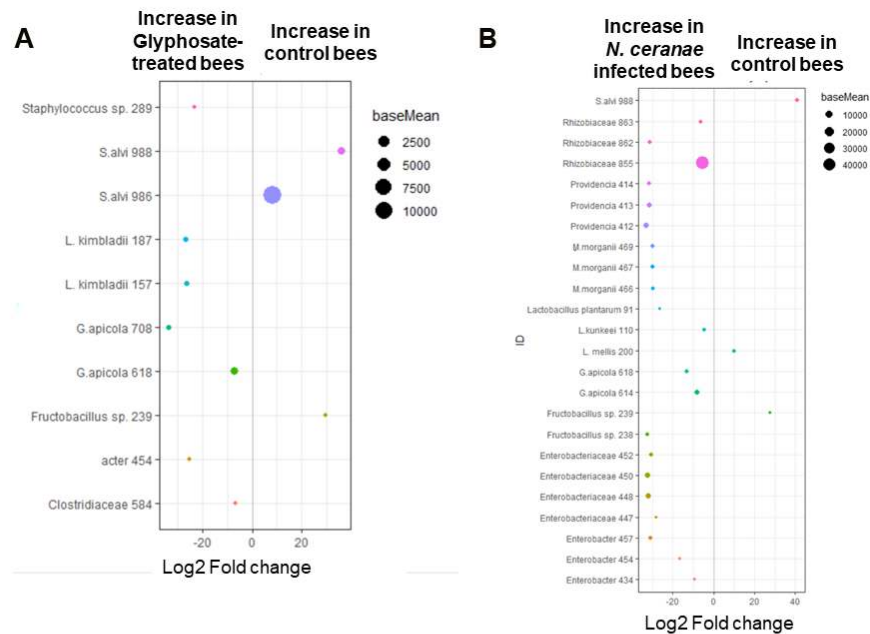 A
Increase in
Glyphosate-
treated bees
Increase in
control bees
Staphylococcus sp. 289
S.alvi 988
S.alvi 986
L. kimbladii 187
L. kimbladii 157
G.apicola 708
G.apicola 618
Fructobacillus sp. 239
acter 454
Clostridiaceae 584
-20
0
20
Log2 Fold change
baseMean
2500
5000
7500
10000
B
Increase in
N. ceranae
infected bees
Increase in
control bees
ID
S.alvi 988
Rhizobiaceae 863
Rhizobiaceae 862
Rhizobiaceae 855
Providencia 414
Providencia 413
Providencia 412
M.morganii 469
M.morganii 467
M.morganii 466
Lactobacillus plantarum 91
L.kunkeei 110
L. mellis 200
G.apicola 618
G.apicola 614
Fructobacillus sp. 239
Fructobacillus sp. 238
Enterobacteriaceae 452
Enterobacteriaceae 450
Enterobacteriaceae 448
Enterobacteriaceae 447
Enterobacter 457
Enterobacter 454
Enterobacter 434
-20
0
20
40
Log2 Fold change
baseMean
10000
20000
30000
40000